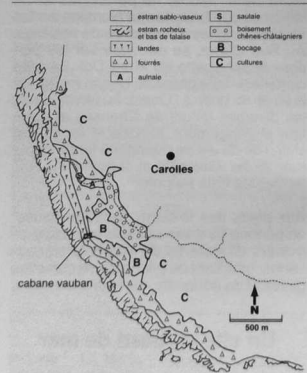 estran sablo-vaseux
estran rocheux
et bas de talaise
landes
fourrés
A aulnaie
S saulaie
boisement
chênes-châtaigniers
B bocage
C cultures
C
C
Carolles
A
C
B
B
C
cabane vauban
C
N
500 m